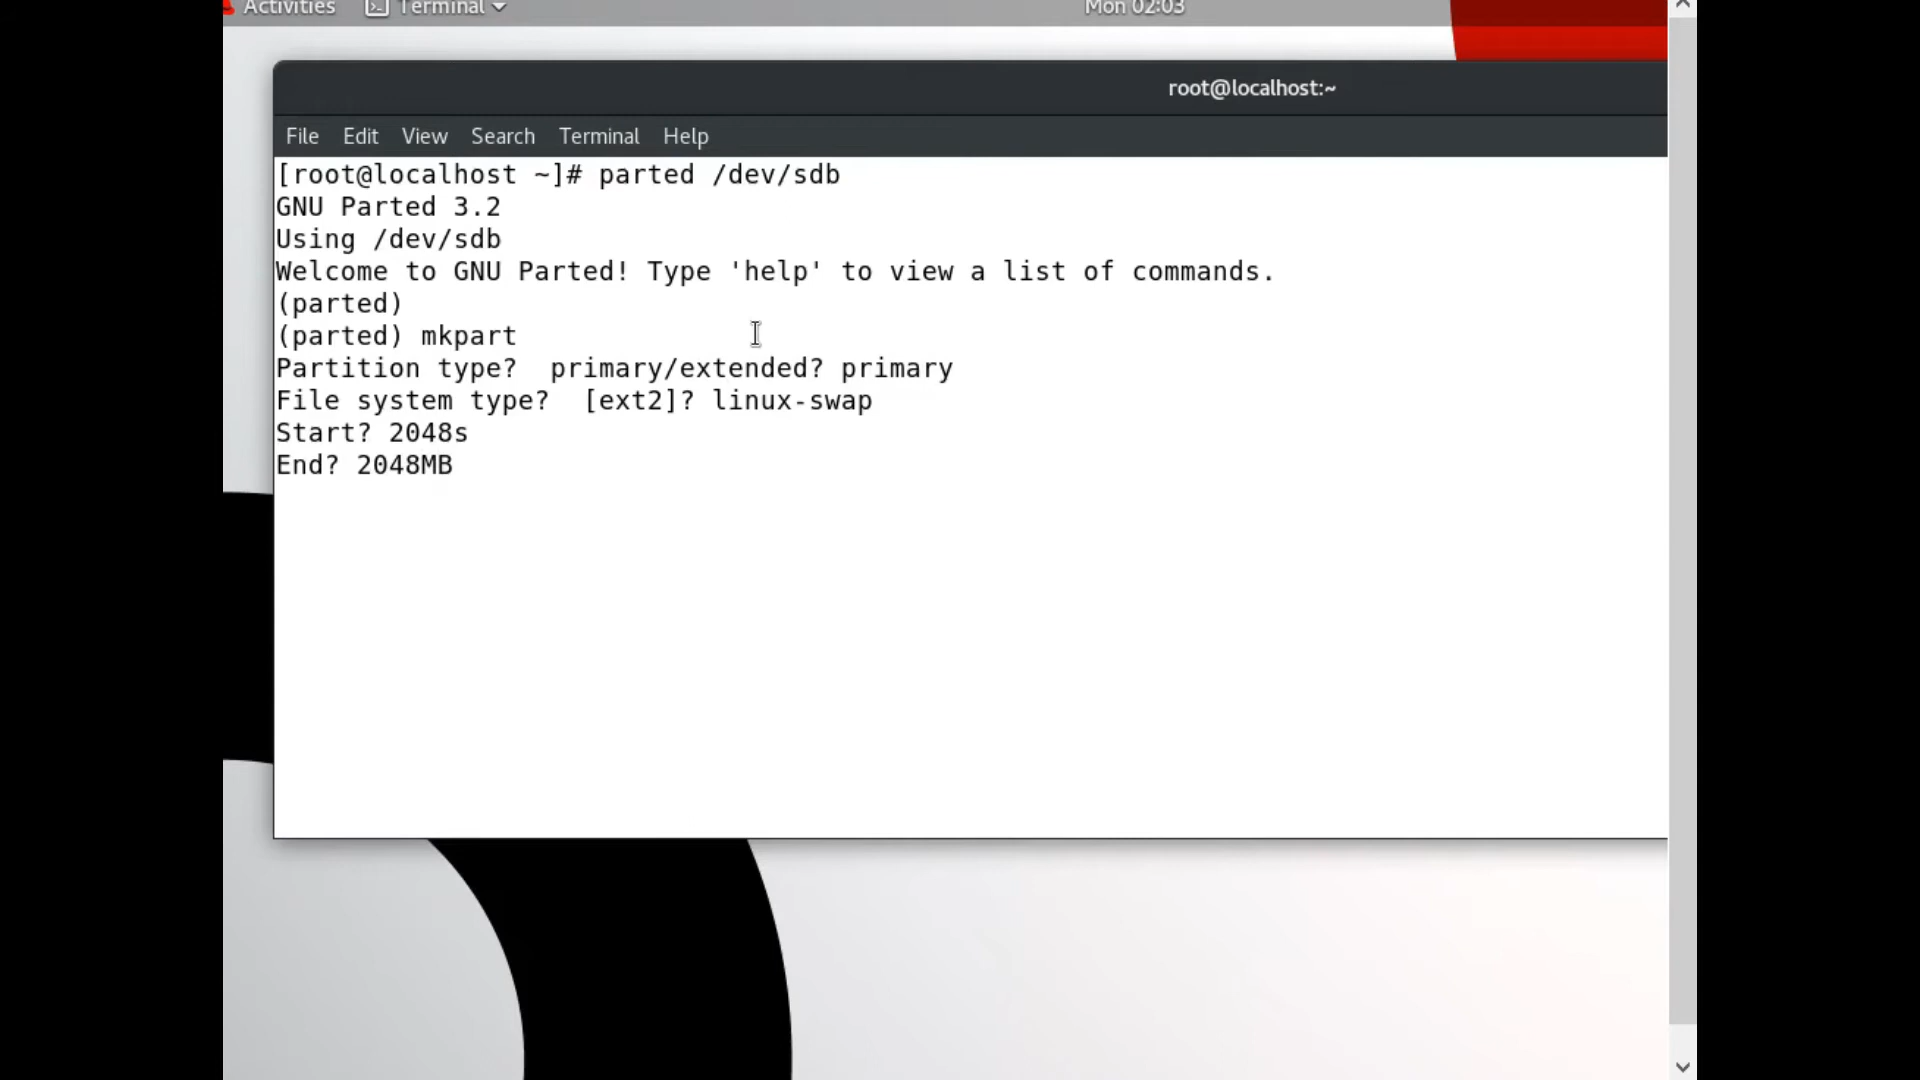 Activities Terminal Mon 02:03
root@localhost:~
File Edit View Search Terminal Help
[root@localhost ~]# parted /dev/sdb
GNU Parted 3.2
Using /dev/sdb
Welcome to GNU Parted! Type 'help' to view a list of commands.
(parted)
(parted) mkpart
Partition type?  primary/extended? primary
File system type?  [ext2]? linux-swap
Start? 2048s
End? 2048MB